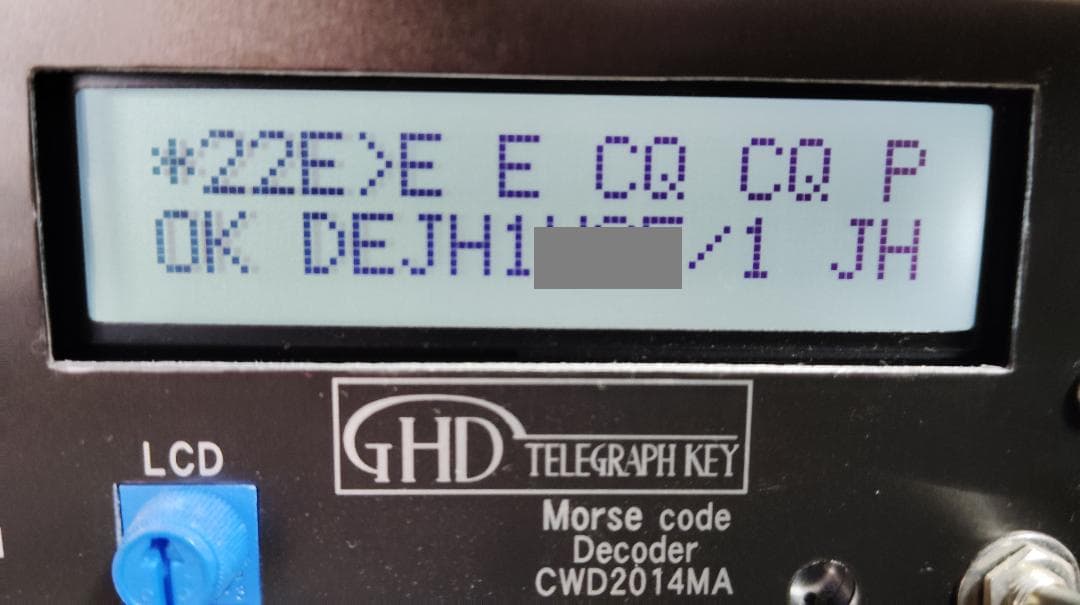 *22E>E E CQ CQ P
OK DEJH1 /1 JH
GHD TELEGRAPH KEY
LCD
Morse code
Decoder
CWD2014MA